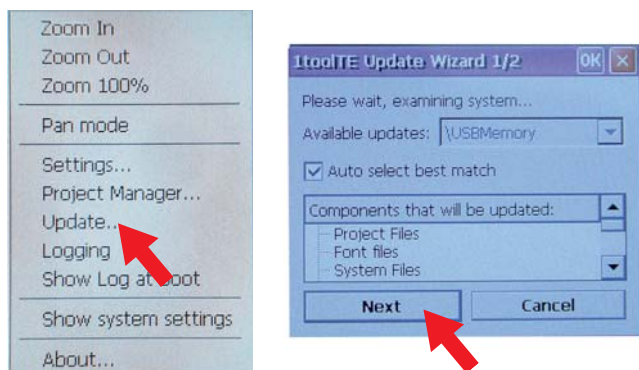 Zoom In
Zoom Out
Zoom 100%
Pan mode
Settings...
Project Manager...
Update..
Logging
Show Log at boot
Show system settings
About...
1toolTE Update Wizard 1/2 OK
Please wait, examining system...
Available updates: \USBMemory
Auto select best match
Components that will be updated:
Project Files
Font files
System Files
Next Cancel